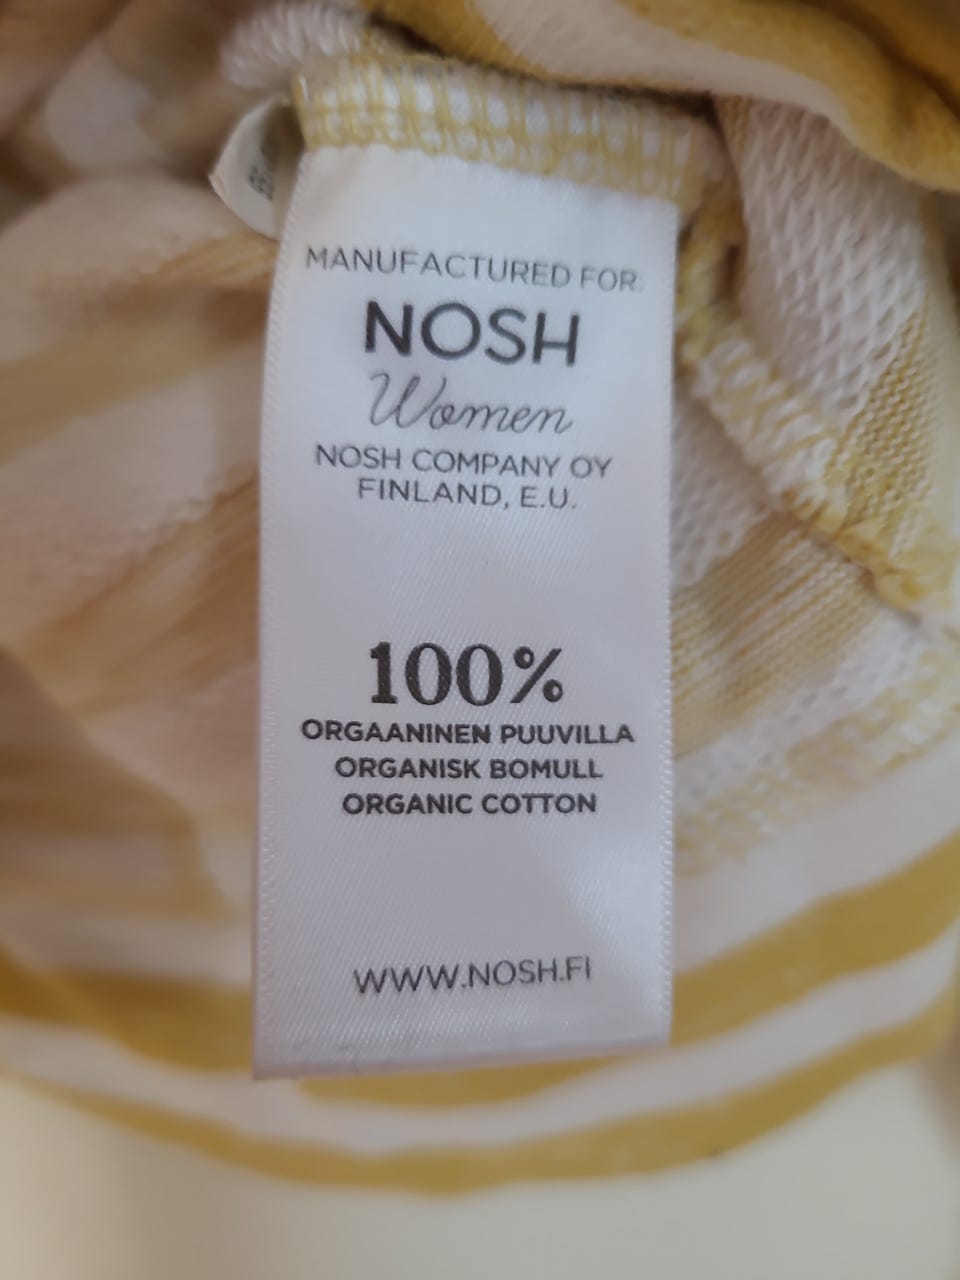 MANUFACTURED FOR:
NOSH
Women
NOSH COMPANY OY
FINLAND, E.U.
100%
ORGAANINEN PUUVILLA
ORGANISK BOMULL
ORGANIC COTTON
WWW.NOSH.FI